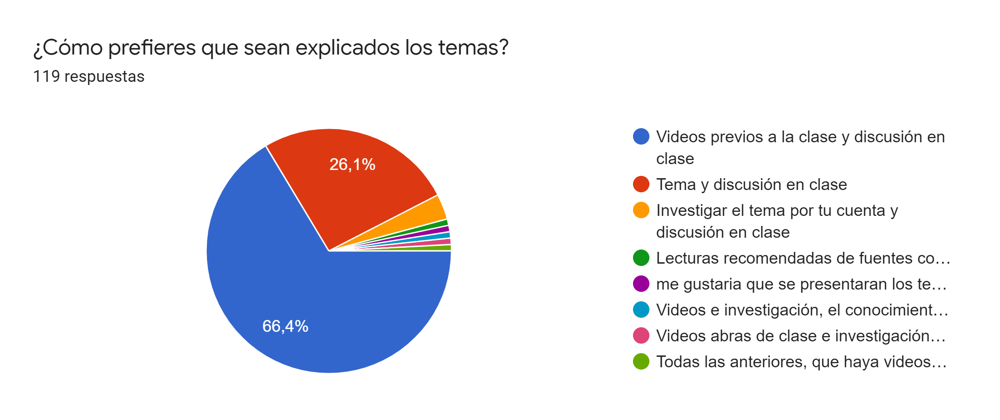 ¿Cómo prefieres que sean explicados los temas?
119 respuestas
26,1%
66,4%
Videos previos a la clase y discusión en
clase
Tema y discusión en clase
Investigar el tema por tu cuenta y
discusión en clase
Lecturas recomendadas de fuentes co…
me gustaria que se presentaran los te…
Videos e investigación, el conocimient…
Videos abras de clase e investigación…
Todas las anteriores, que haya videos…